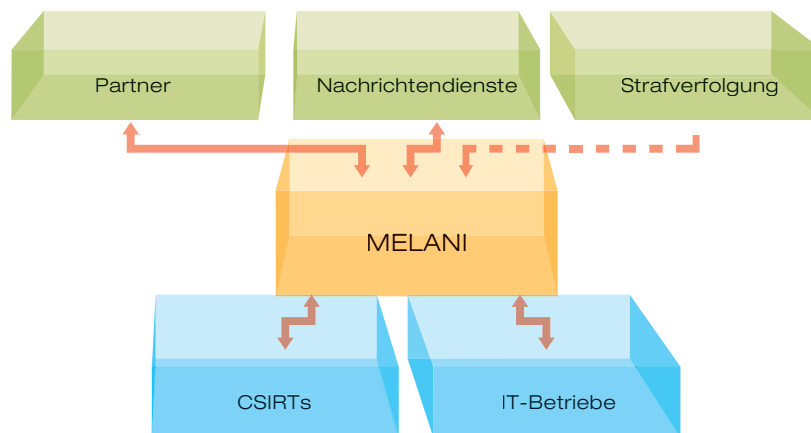 Partner
Nachrichtendienste
Strafverfolgung
MELANI
CSIRTs
IT-Betriebe